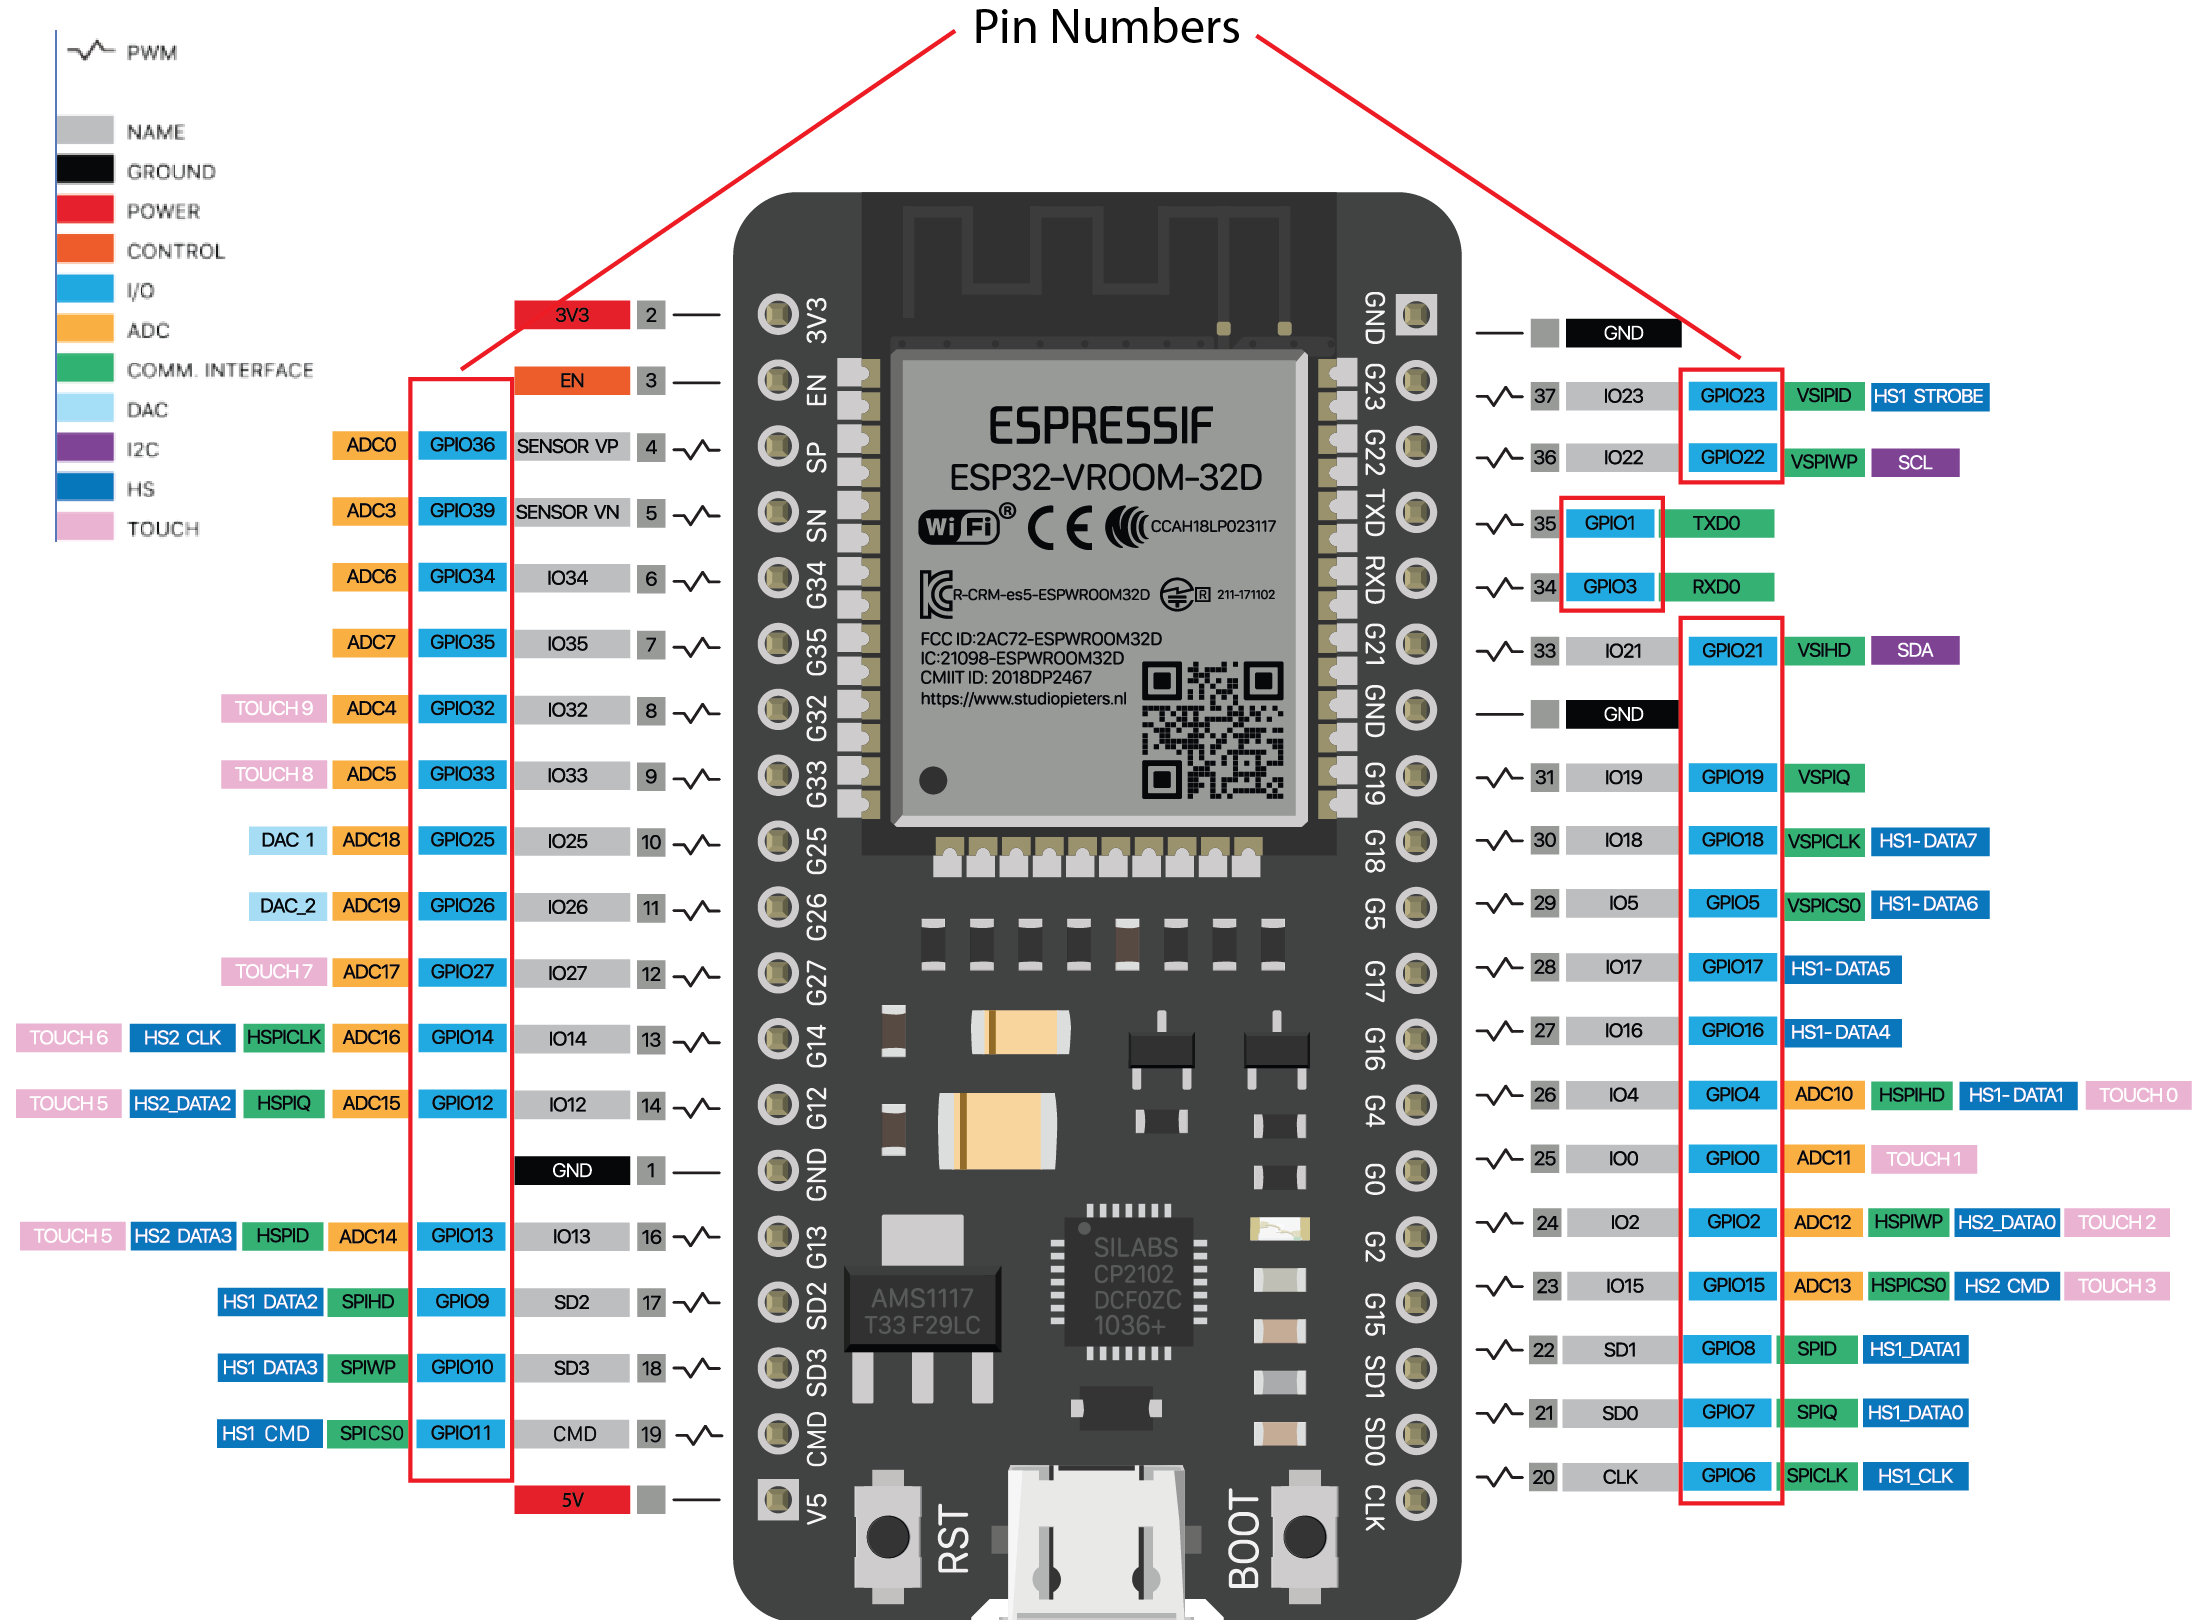 Pin Numbers
PWM
NAME
GROUND
POWER
CONTROL
I/O
ADC
COMM. INTERFACE
DAC
I2C
HS
TOUCH
3V3 2
EN 3
ADC0 GPIO36 SENSOR VP 4
ADC3 GPIO39 SENSOR VN 5
ADC6 GPIO34 IO34 6
ADC7 GPIO35 IO35 7
TOUCH 9 ADC4 GPIO32 IO32 8
TOUCH 8 ADC5 GPIO33 IO33 9
DAC 1 ADC18 GPIO25 IO25 10
DAC_2 ADC19 GPIO26 IO26 11
TOUCH 7 ADC17 GPIO27 IO27 12
TOUCH 6 HS2 CLK HSPICLK ADC16 GPIO14 IO14 13
TOUCH 5 HS2_DATA2 HSPIQ ADC15 GPIO12 IO12 14
GND 1
TOUCH 5 HS2 DATA3 HSPID ADC14 GPIO13 IO13 16
HS1 DATA2 SPIHD GPIO9 SD2 17
HS1 DATA3 SPIWP GPIO10 SD3 18
HS1 CMD SPICS0 GPIO11 CMD 19
5V
3V3
EN
SP
SN
G34
G35
G32
G33
G25
G26
G27
G14
G12
GND
G13
SD2
SD3
CMD
V5
ESPRESSIF
ESP32-VROOM-32D
WiFi ® CE CCAH18LP023117
R-CRM-es5-ESPWROOM32D R 211-171102
FCC ID:2AC72-ESPWROOM32D
IC:21098-ESPWROOM32D
CMIIT ID: 2018DP2467
https://www.studiopieters.nl
AMS1117
T33 F29LC
SILABS
CP2102
DCF0ZC
1036+
RST
BOOT
GND
G23
G22
TXD
RXD
G21
GND
G19
G18
G5
G17
G16
G4
G0
G2
G15
SD1
SD0
CLK
GND
37 IO23 GPIO23 VSIPID HS1 STROBE
36 IO22 GPIO22 VSPIWP SCL
35 GPIO1 TXD0
34 GPIO3 RXD0
33 IO21 GPIO21 VSIHD SDA
GND
31 IO19 GPIO19 VSPIQ
30 IO18 GPIO18 VSPICLK HS1-DATA7
29 IO5 GPIO5 VSPICS0 HS1-DATA6
28 IO17 GPIO17 HS1-DATA5
27 IO16 GPIO16 HS1-DATA4
26 IO4 GPIO4 ADC10 HSPIHD HS1-DATA1 TOUCH 0
25 IO0 GPIO0 ADC11 TOUCH 1
24 IO2 GPIO2 ADC12 HSPIWP HS2_DATA0 TOUCH 2
23 IO15 GPIO15 ADC13 HSPICS0 HS2 CMD TOUCH 3
22 SD1 GPIO8 SPID HS1_DATA1
21 SD0 GPIO7 SPIQ HS1_DATA0
20 CLK GPIO6 SPICLK HS1_CLK